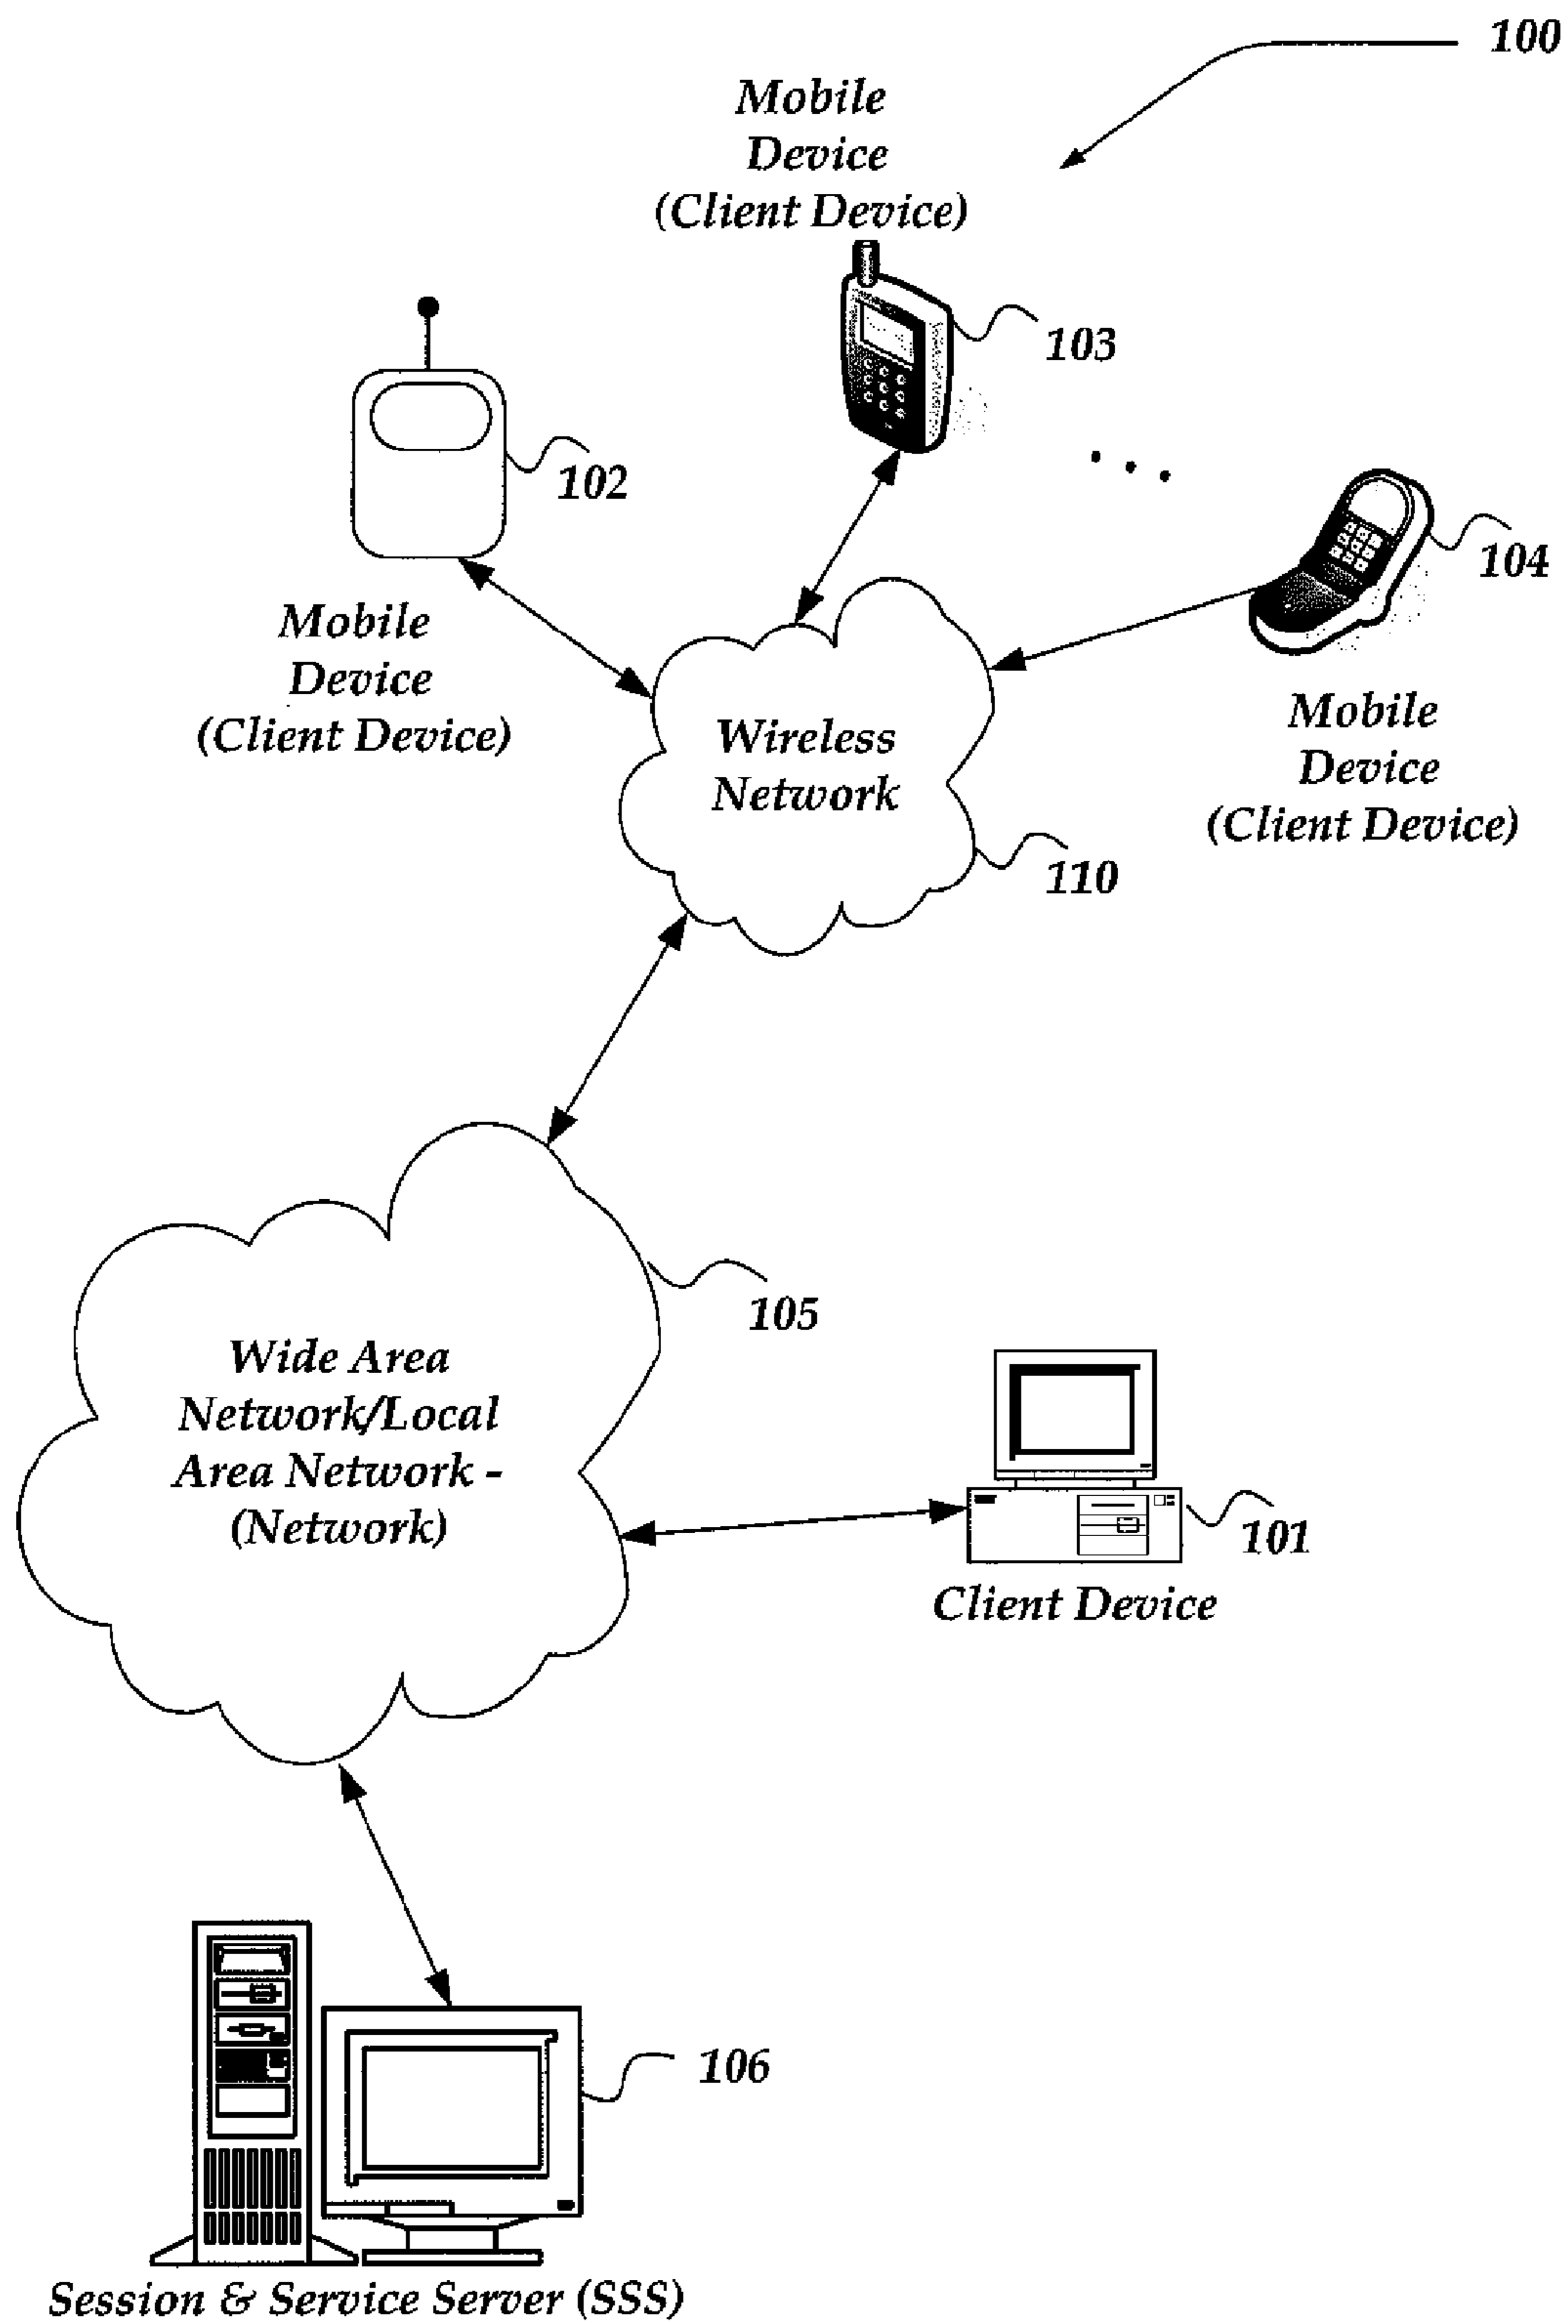 100
Mobile
Device
(Client Device)
103
102
104
Mobile
Device
(Client Device)
Mobile
Device
(Client Device)
Wireless
Network
110
105
Wide Area
Network/Local
Area Network -
(Network)
101
Client Device
106
Session & Service Server (SSS)